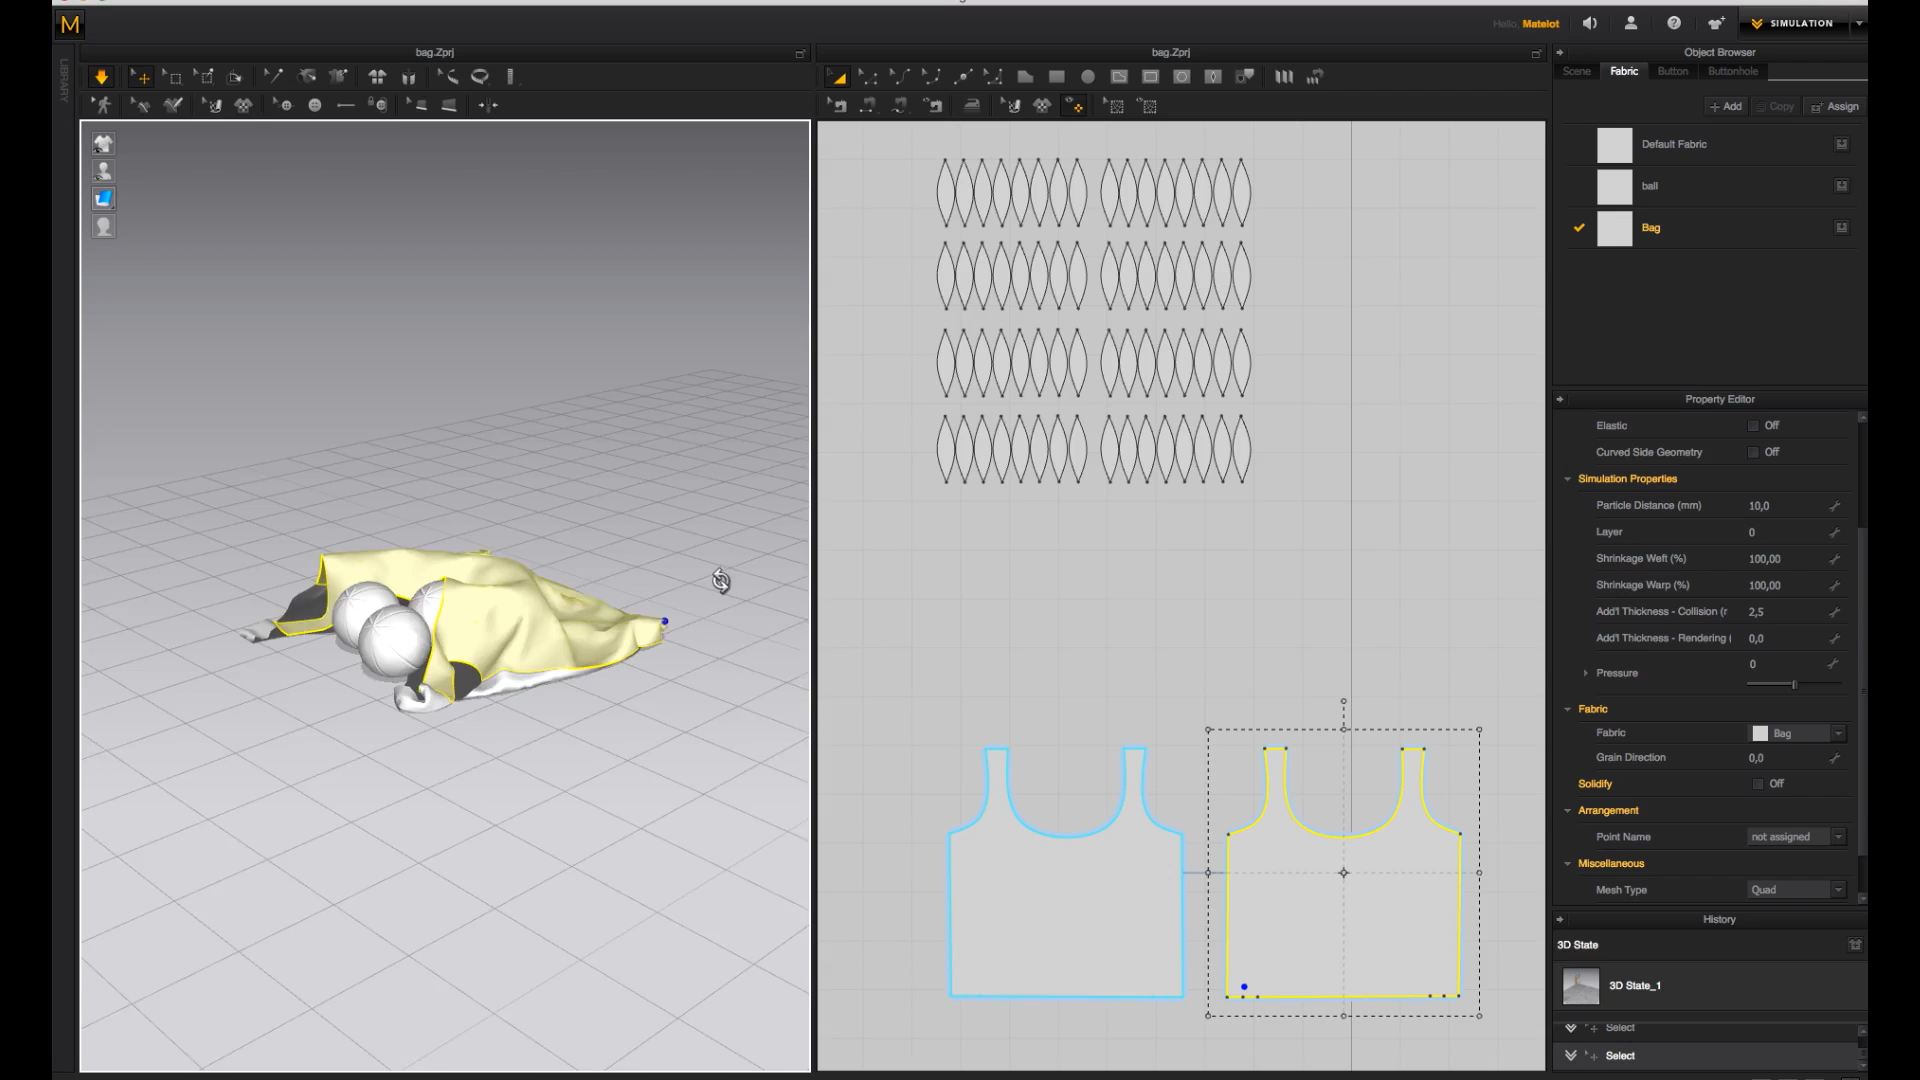 M
Hello, Matelot
SIMULATION
LIBRARY
bag.Zprj
bag.Zprj
Object Browser
Scene
Fabric
Button
Buttonhole
Add
Copy
Assign
Default Fabric
ball
Bag
Property Editor
Elastic
Off
Curved Side Geometry
Off
Simulation Properties
Particle Distance (mm)
10,0
Layer
0
Shrinkage Weft (%)
100,00
Shrinkage Warp (%)
100,00
Add'l Thickness - Collision (r
2,5
Add'l Thickness - Rendering (
0,0
Pressure
0
Fabric
Fabric
Bag
Grain Direction
0,0
Solidify
Off
Arrangement
Point Name
not assigned
Miscellaneous
Mesh Type
Quad
History
3D State
3D State_1
Select
Select